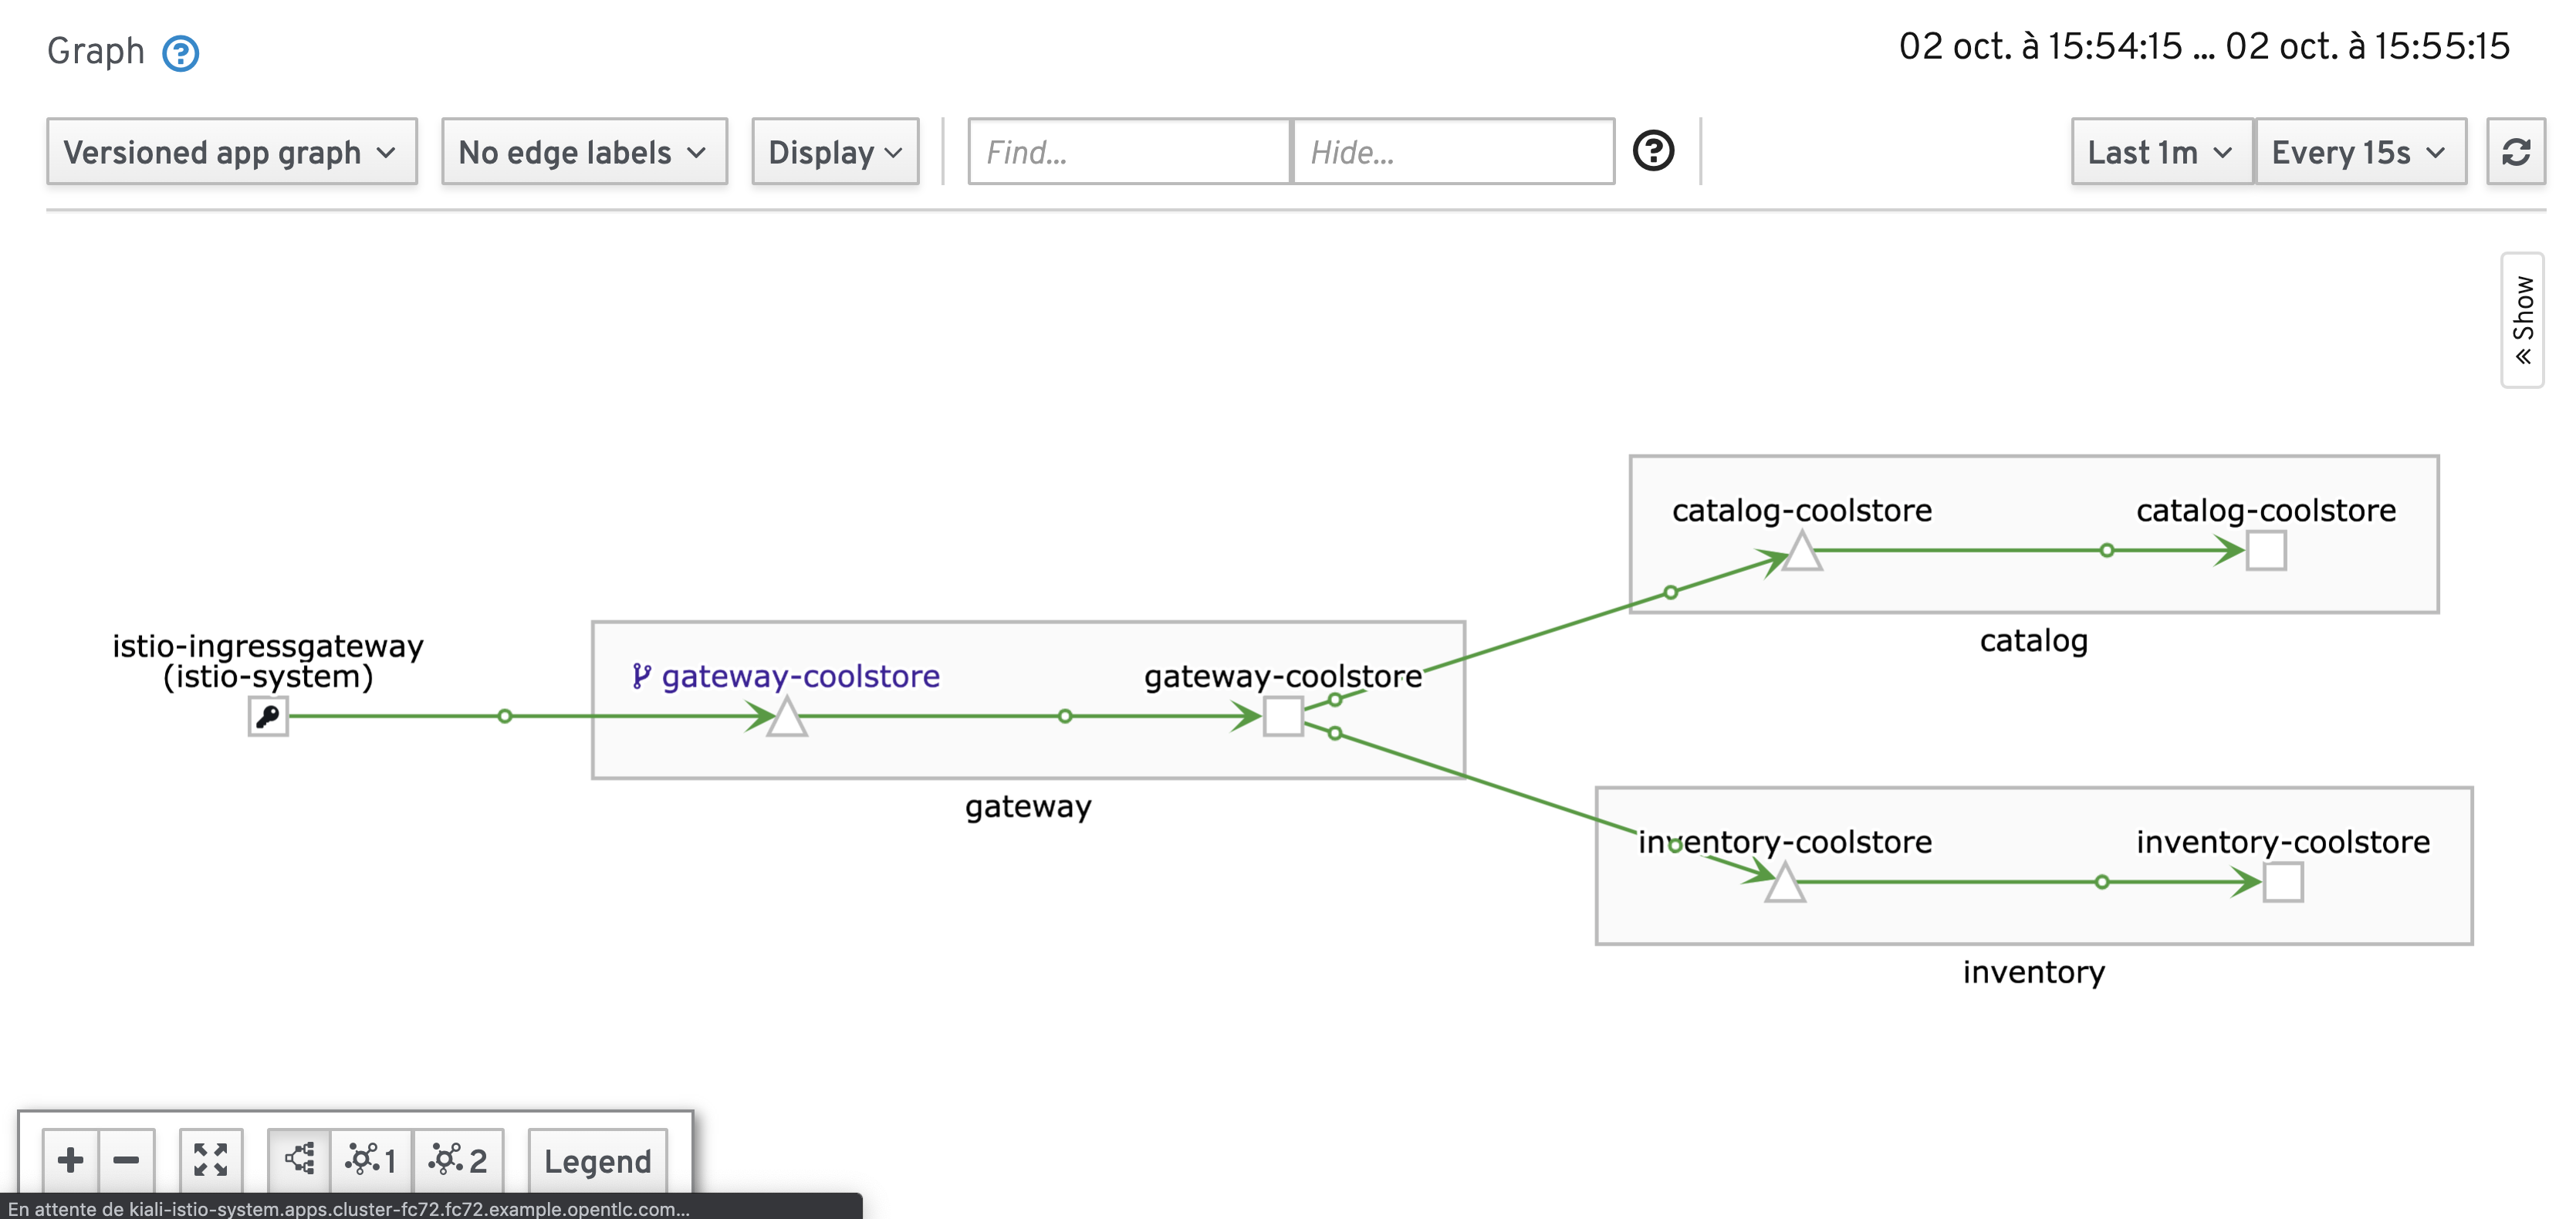 Graph ?
02 oct. à 15:54:15 ... 02 oct. à 15:55:15
Versioned app graph
No edge labels
Display
Find...
Hide...
?
Last 1m
Every 15s
« Show
catalog-coolstore
catalog-coolstore
catalog
istio-ingressgateway
(istio-system)
gateway-coolstore
gateway-coolstore
gateway
inventory-coolstore
inventory-coolstore
inventory
1
2
Legend
En attente de kiali-istio-system.apps.cluster-fc72.fc72.example.opentlc.com...